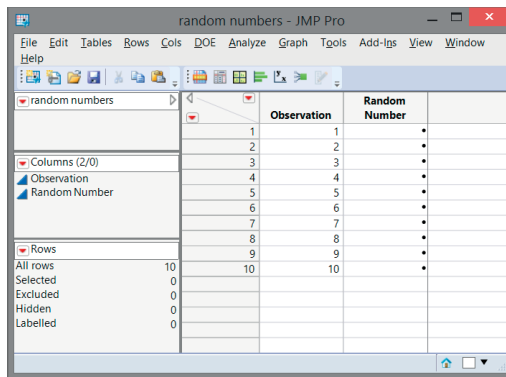 random numbers - JMP Pro
File Edit Tables Rows Cols DOE Analyze Graph Tools Add-Ins View Window
Help
random numbers
Columns (2/0)
Observation
Random Number
Rows
All rows 10
Selected 0
Excluded 0
Hidden 0
Labelled 0
Observation Random Number
1 1 •
2 2 •
3 3 •
4 4 •
5 5 •
6 6 •
7 7 •
8 8 •
9 9 •
10 10 •